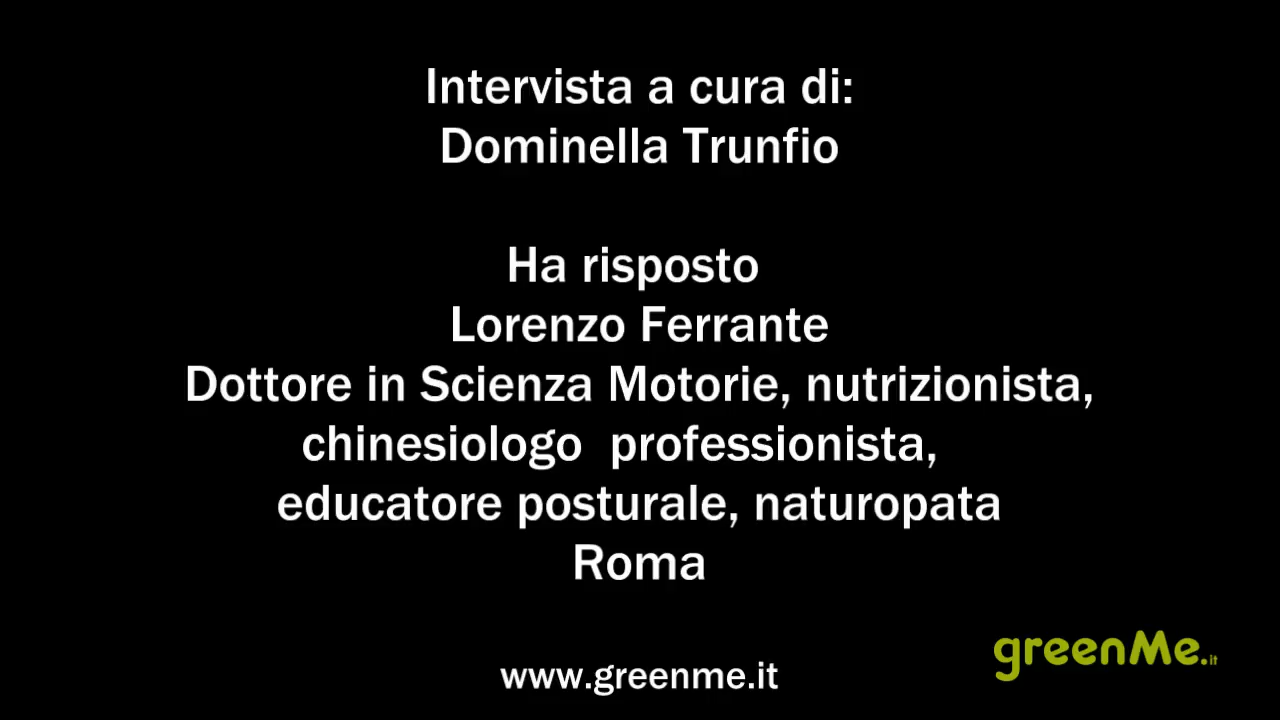 Intervista a cura di:
Dominella Trunfio
Ha risposto
Lorenzo Ferrante
Dottore in Scienza Motorie, nutrizionista,
chinesiologo professionista,
educatore posturale, naturopata
Roma
greenMe.it
www.greenme.it